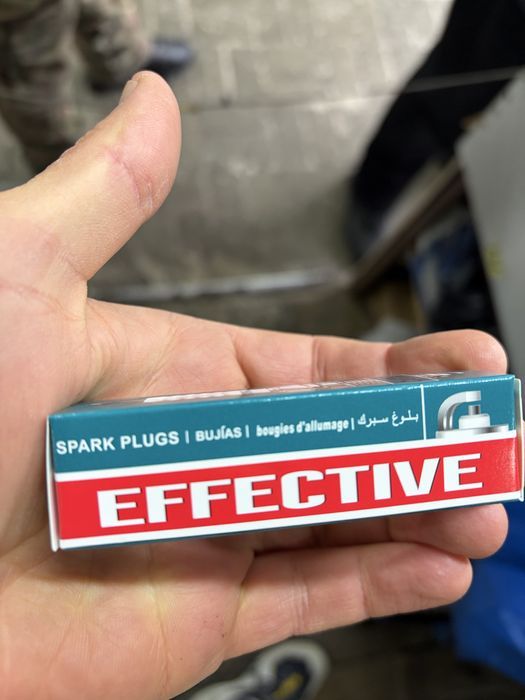 SPARK PLUGS | BUJÍAS | bougies d'allumage | بلوغ سبرك
EFFECTIVE